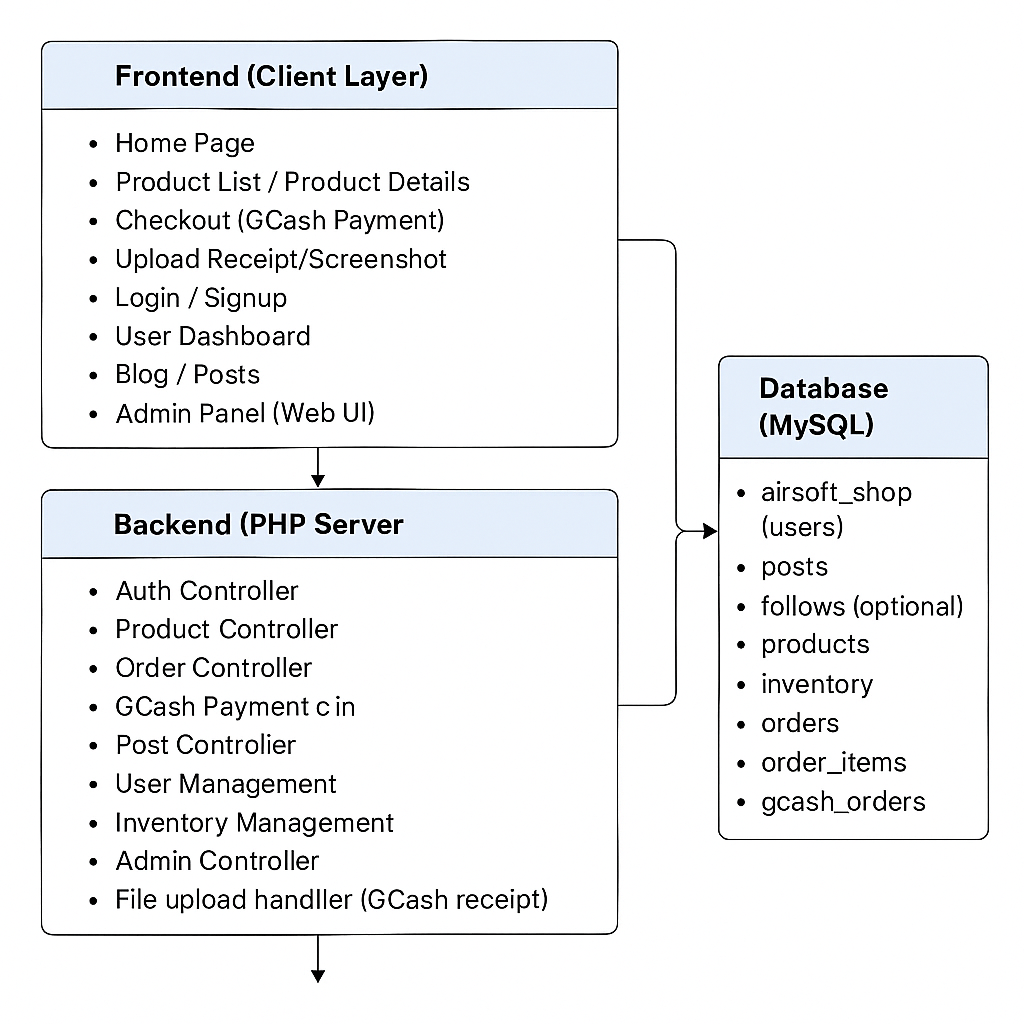 Frontend (Client Layer)
Home Page
Product List / Product Details
Checkout (GCash Payment)
Upload Receipt/Screenshot
Login / Signup
User Dashboard
Blog / Posts
Admin Panel (Web UI)
Backend (PHP Server
Auth Controller
Product Controller
Order Controller
GCash Payment c in
Post Controlier
User Management
Inventory Management
Admin Controller
File upload handller (GCash receipt)
Database
(MySQL)
airsoft_shop
(users)
posts
follows (optional)
products
inventory
orders
order_items
gcash_orders